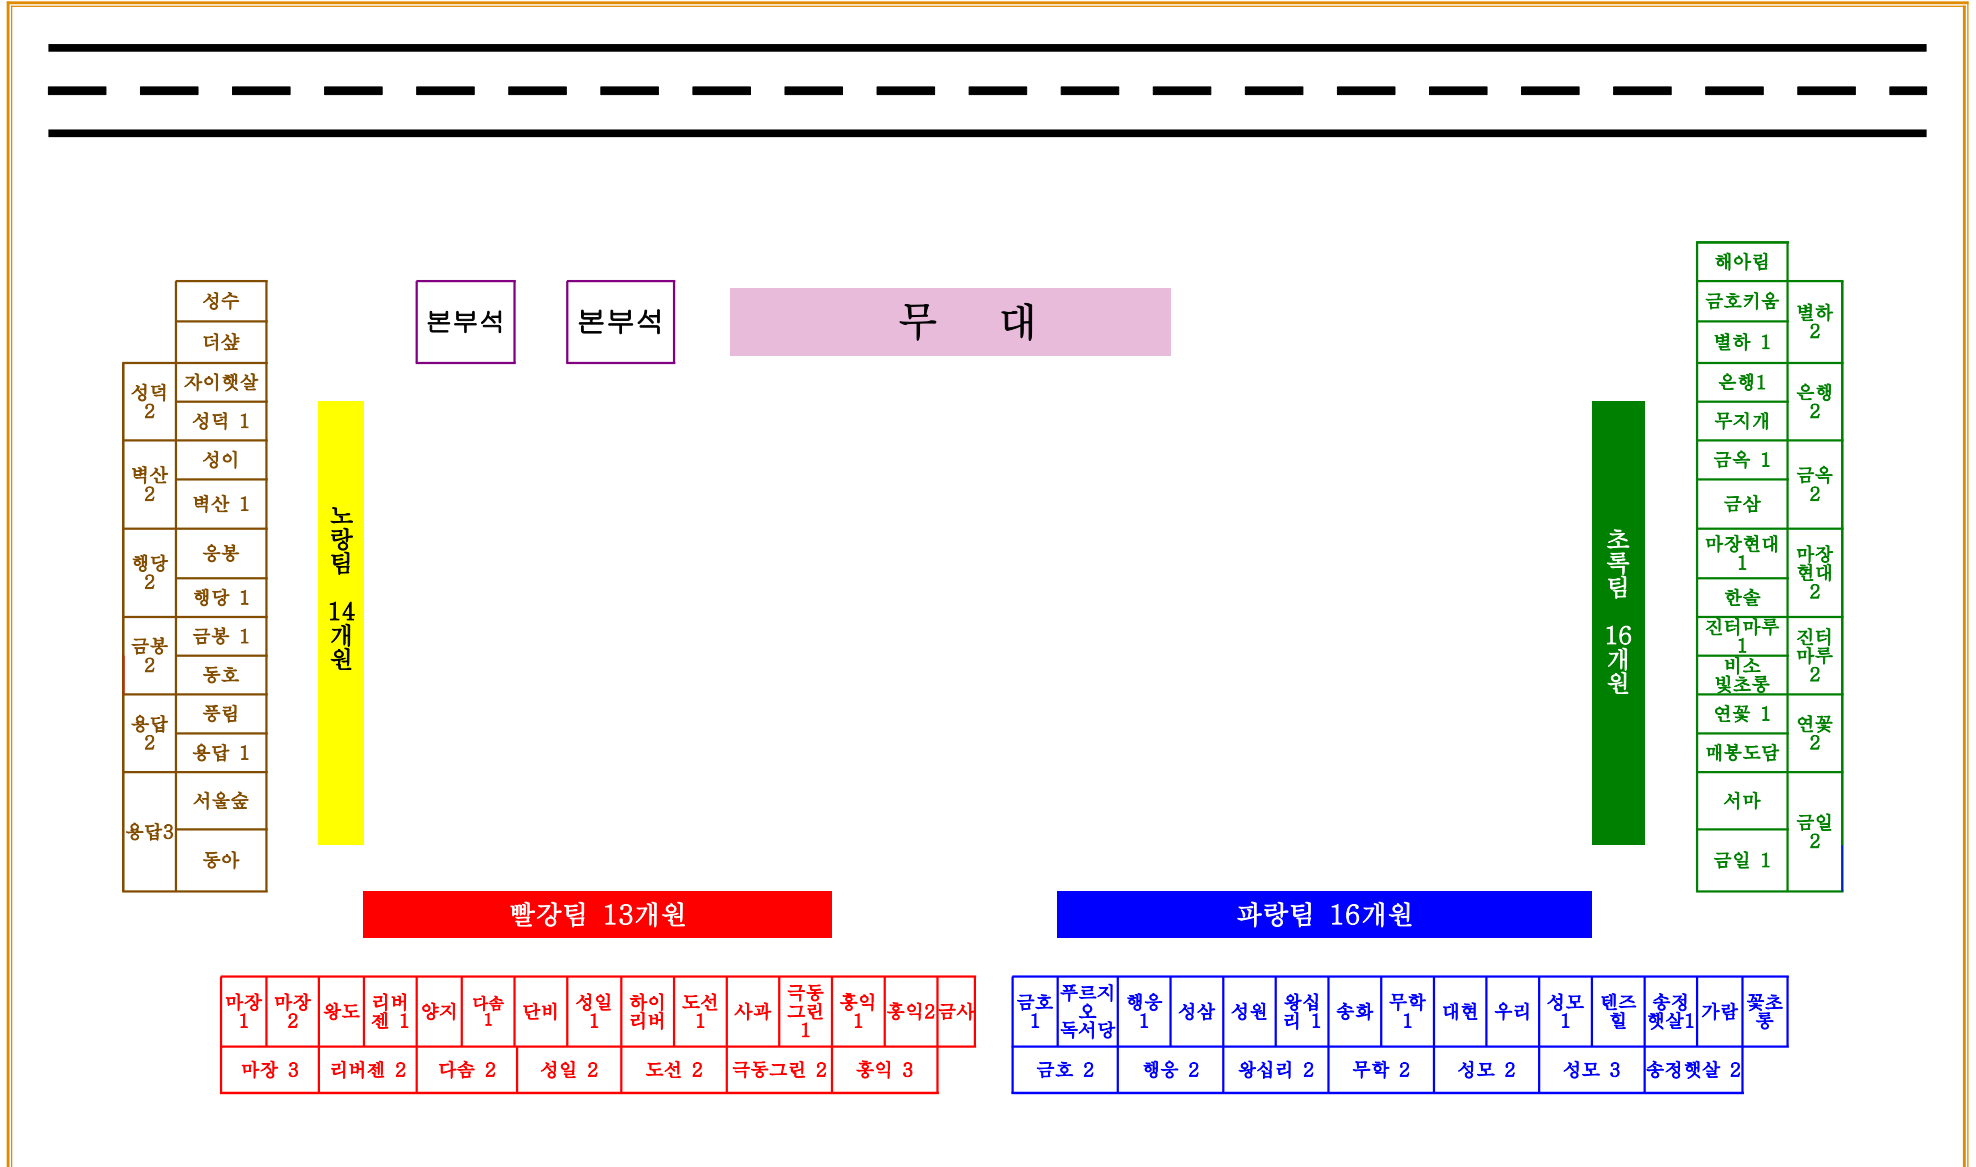 본부석
본부석
무 대
성수
더샾
자이햇살
성덕 1
성이
벽산 1
응봉
행당 1
금봉 1
동호
풍림
용답 1
서울숲
동아
성덕
2
벽산
2
행당
2
금봉
2
용답
2
용답3
노랑팀 14개원
초록팀 16개원
해아림
금호키움
별하 1
은행1
무지개
금옥 1
금삼
마장현대
1
한솔
진터마루
1
비소
빛초롱
연꽃 1
매봉도담
서마
금일 1
별하
2
은행
2
금옥
2
마장
현대
2
진터
마루
2
연꽃
2
금일
2
빨강팀 13개원
파랑팀 16개원
마장
1
마장
2
왕도
리버
젠 1
양지
다솜
1
단비
성일
1
하이
리버
도선
1
사과
극동
그린
1
홍익
1
홍익2
금사
마장 3
리버젠 2
다솜 2
성일 2
도선 2
극동그린 2
홍익 3
금호
1
푸르지
오
독서당
행응
1
성삼
성원
왕십
리 1
송화
무학
1
대현
우리
성모
1
텐즈
힐
송정
햇살1
가람
꽃초
롱
금호 2
행응 2
왕십리 2
무학 2
성모 2
성모 3
송정햇살 2